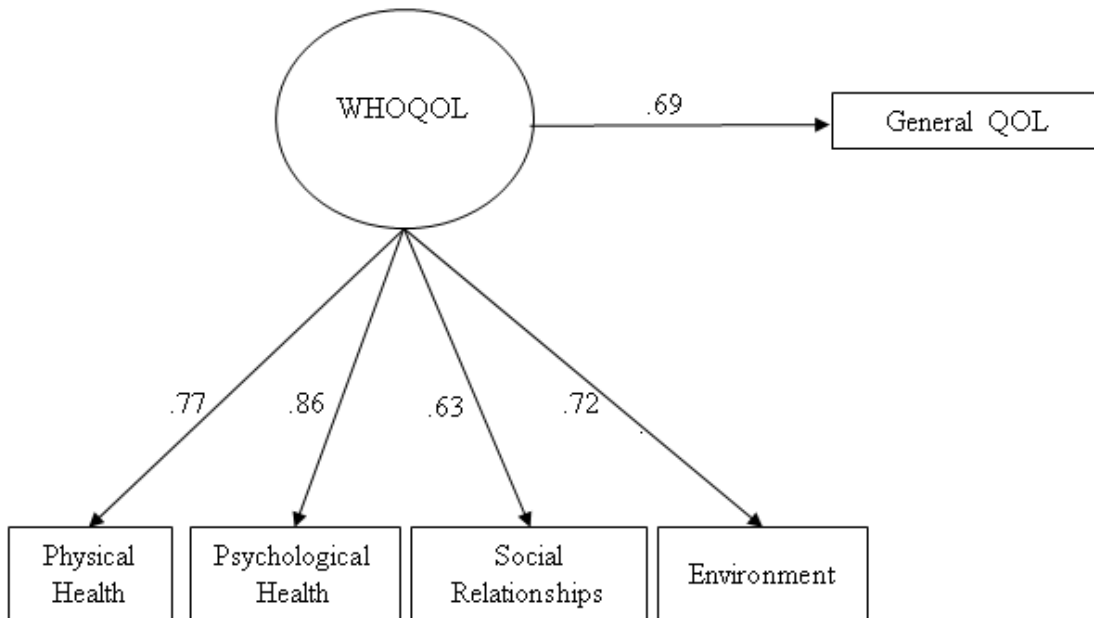 WHOQOL
.69
General QOL
.77
.86
.63
.72
Physical
Health
Psychological
Health
Social
Relationships
Environment